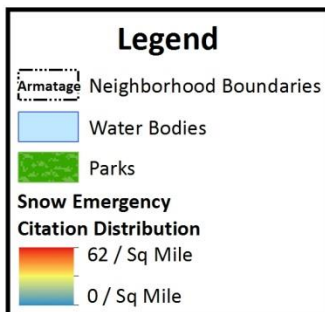 Legend
Armatage Neighborhood Boundaries
Water Bodies
Parks
Snow Emergency
Citation Distribution
62 / Sq Mile
0 / Sq Mile